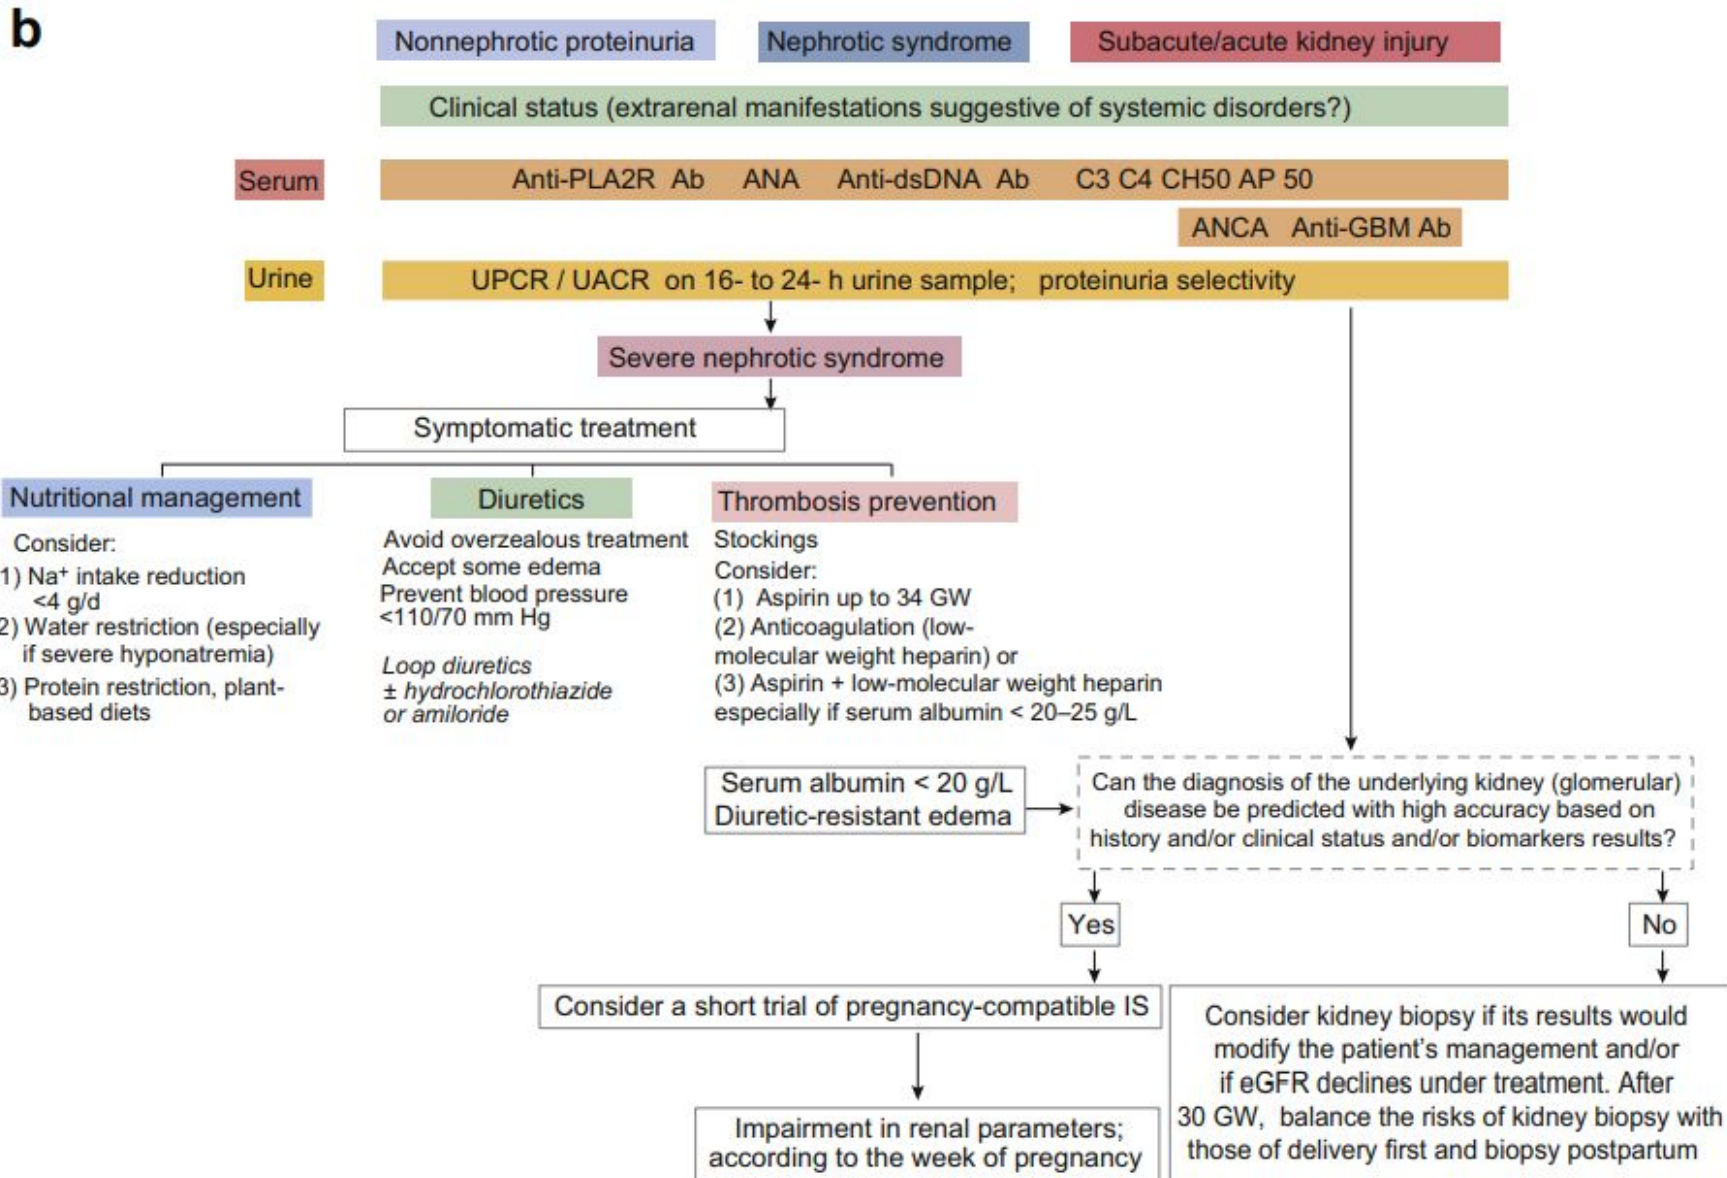 b
Nonnephrotic proteinuria
Nephrotic syndrome
Subacute/acute kidney injury
Clinical status (extrarenal manifestations suggestive of systemic disorders?)
Serum
Anti-PLA2R Ab ANA Anti-dsDNA Ab C3 C4 CH50 AP 50
ANCA Anti-GBM Ab
Urine
UPCR / UACR on 16- to 24- h urine sample; proteinuria selectivity
Severe nephrotic syndrome
Symptomatic treatment
Nutritional management
Consider:
1) Na⁺ intake reduction
<4 g/d
2) Water restriction (especially
if severe hyponatremia)
3) Protein restriction, plant-
based diets
Diuretics
Avoid overzealous treatment
Accept some edema
Prevent blood pressure
<110/70 mm Hg
Loop diuretics
± hydrochlorothiazide
or amiloride
Thrombosis prevention
Stockings
Consider:
(1) Aspirin up to 34 GW
(2) Anticoagulation (low-
molecular weight heparin) or
(3) Aspirin + low-molecular weight heparin
especially if serum albumin < 20–25 g/L
Serum albumin < 20 g/L
Diuretic-resistant edema
Can the diagnosis of the underlying kidney (glomerular)
disease be predicted with high accuracy based on
history and/or clinical status and/or biomarkers results?
Yes
No
Consider a short trial of pregnancy-compatible IS
Impairment in renal parameters;
according to the week of pregnancy
Consider kidney biopsy if its results would
modify the patient's management and/or
if eGFR declines under treatment. After
30 GW, balance the risks of kidney biopsy with
those of delivery first and biopsy postpartum